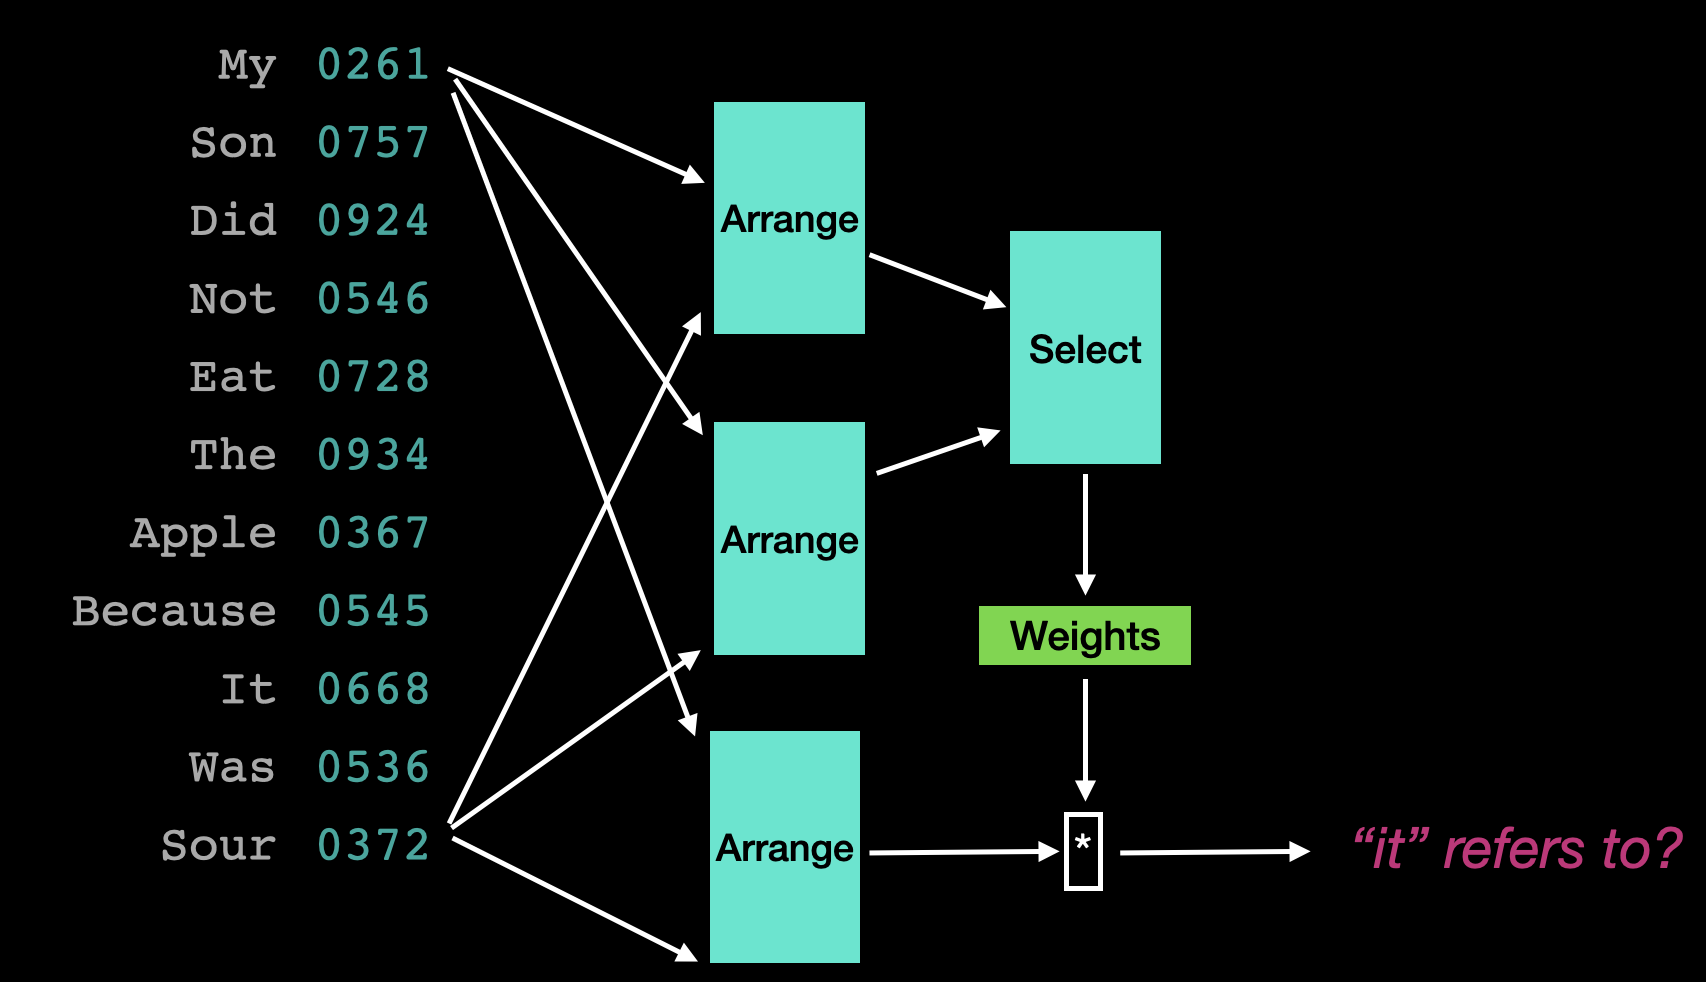 My 0261
Son 0757
Did 0924
Not 0546
Eat 0728
The 0934
Apple 0367
Because 0545
It 0668
Was 0536
Sour 0372
Arrange
Arrange
Arrange
Select
Weights
*
“it” refers to?